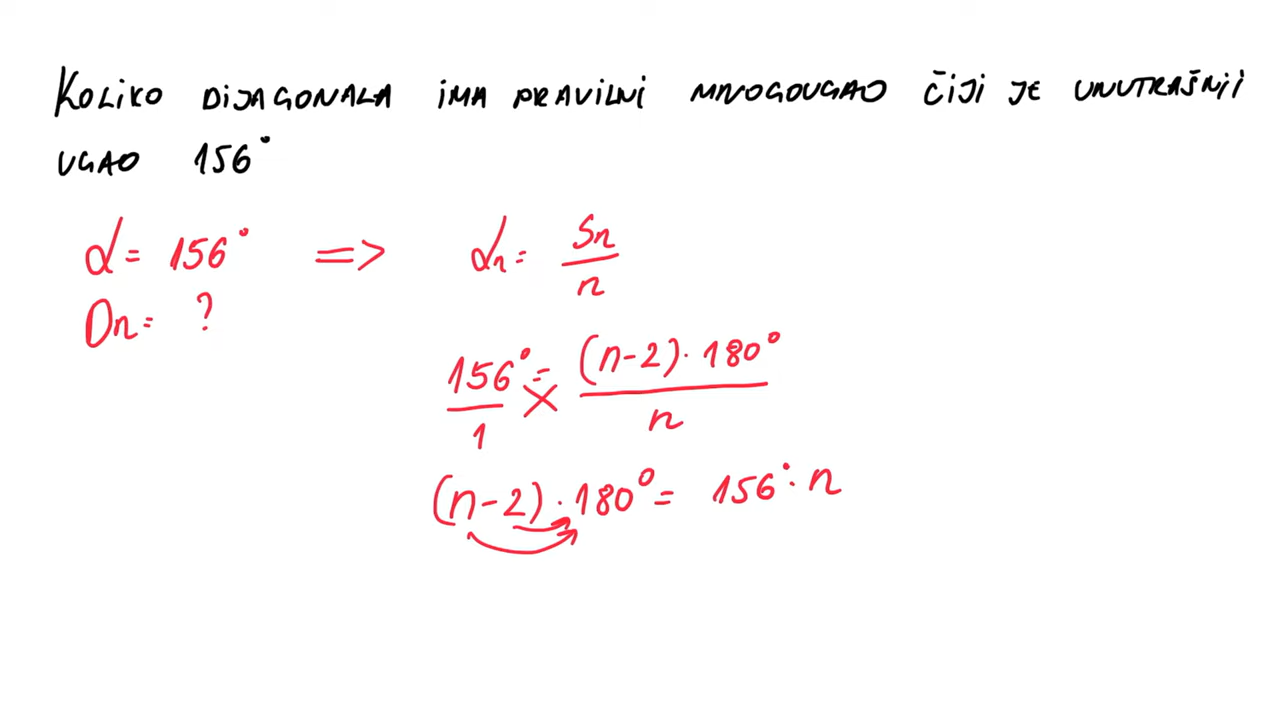 KOLIKO DIJAGONALA IMA PRAVILNI MNOGOUGAO ČIJI JE UNUTRAŠNJI
UGAO 156°
α = 156° => αn = Sn/n
Dn = ?
156°/1 = (n-2)·180°/n
(n-2)·180° = 156°·n